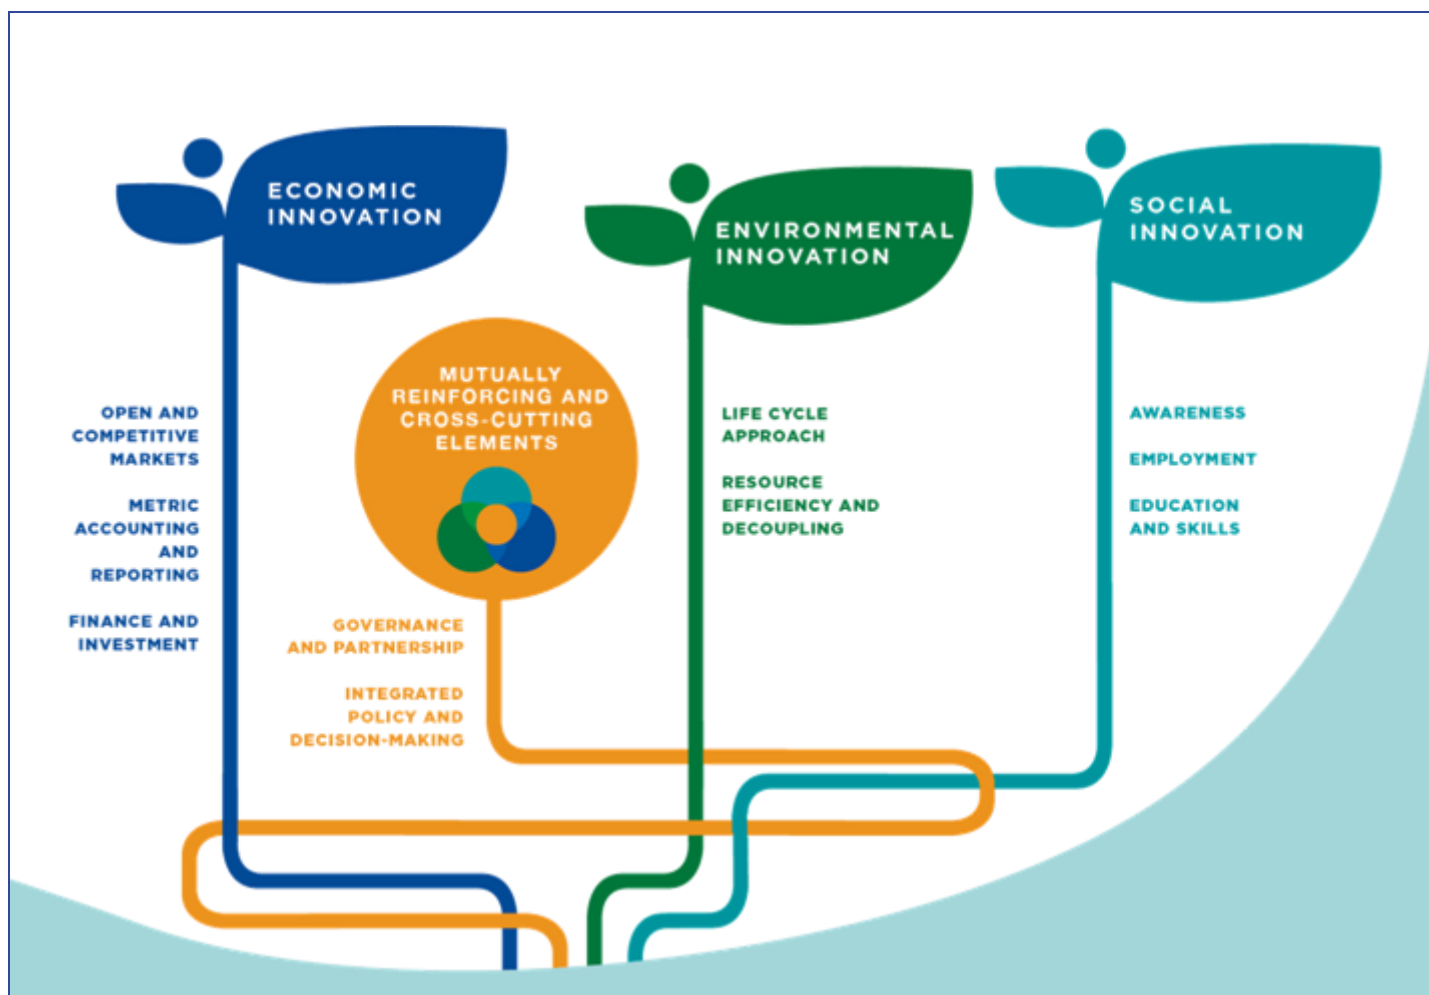 ECONOMIC
INNOVATION
ENVIRONMENTAL
INNOVATION
SOCIAL
INNOVATION
MUTUALLY
REINFORCING AND
CROSS-CUTTING
ELEMENTS
OPEN AND
COMPETITIVE
MARKETS
METRIC
ACCOUNTING
AND
REPORTING
FINANCE AND
INVESTMENT
GOVERNANCE
AND PARTNERSHIP
INTEGRATED
POLICY AND
DECISION-MAKING
LIFE CYCLE
APPROACH
RESOURCE
EFFICIENCY AND
DECOUPLING
AWARENESS
EMPLOYMENT
EDUCATION
AND SKILLS